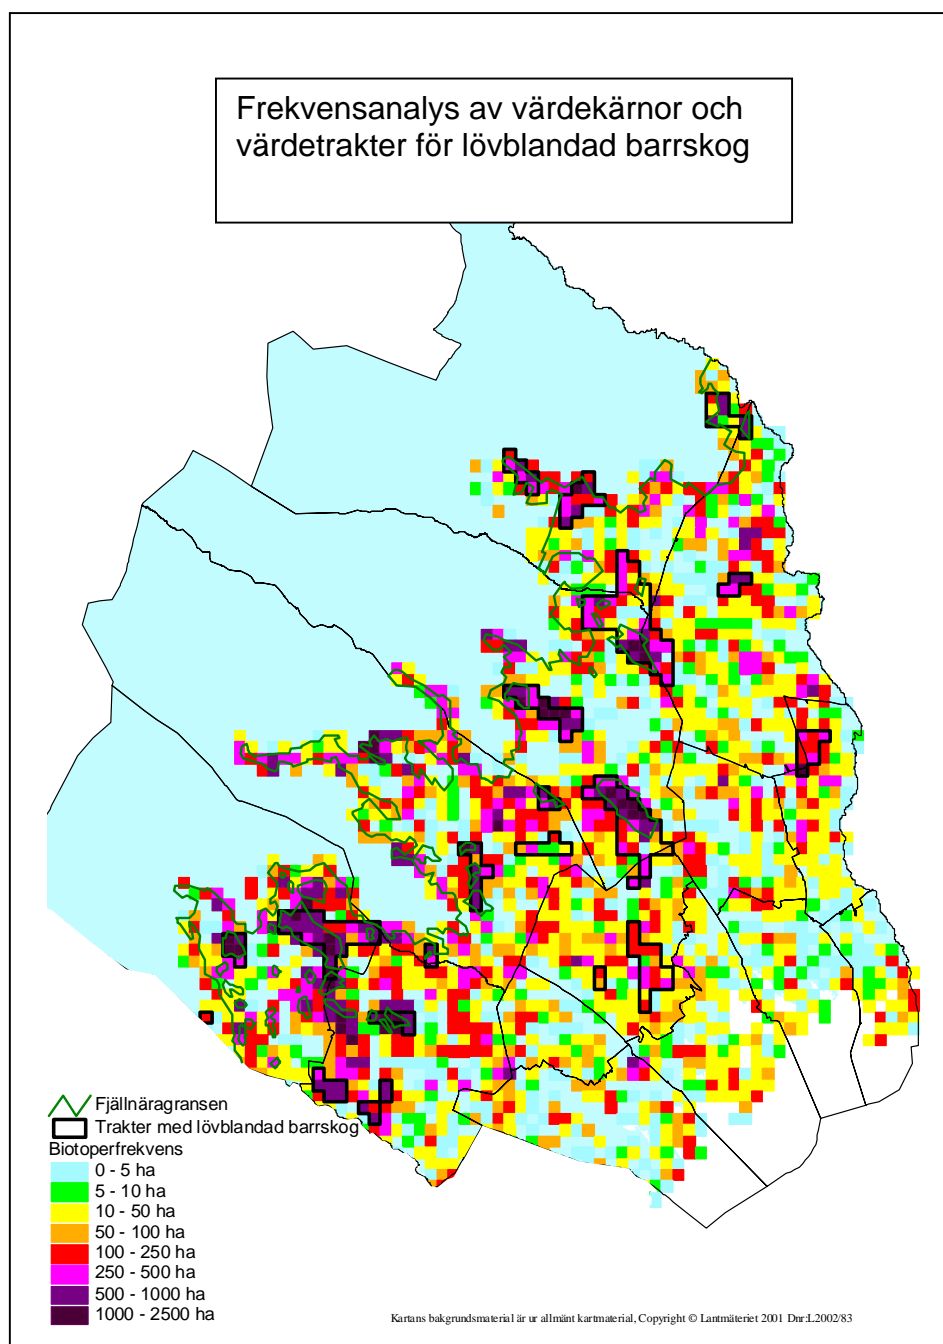 Frekvensanalys av värdekärnor och
värdetrakter för lövblandad barrskog
Fjällnäragransen
Trakter med lövblandad barrskog
Biotoperfrekvens
0 - 5 ha
5 - 10 ha
10 - 50 ha
50 - 100 ha
100 - 250 ha
250 - 500 ha
500 - 1000 ha
1000 - 2500 ha
Kartans bakgrundsmaterial är ur allmänt kartmaterial, Copyright © Lantmäteriet 2001 Dnr:L2002/83